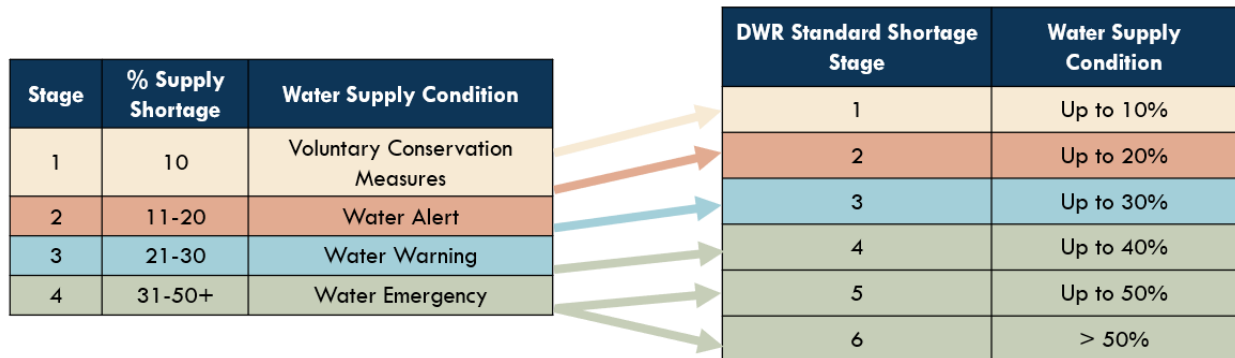 Stage
% Supply
Shortage
Water Supply Condition
1
10
Voluntary Conservation
Measures
2
11-20
Water Alert
3
21-30
Water Warning
4
31-50+
Water Emergency
DWR Standard Shortage
Stage
Water Supply
Condition
1
Up to 10%
2
Up to 20%
3
Up to 30%
4
Up to 40%
5
Up to 50%
6
> 50%